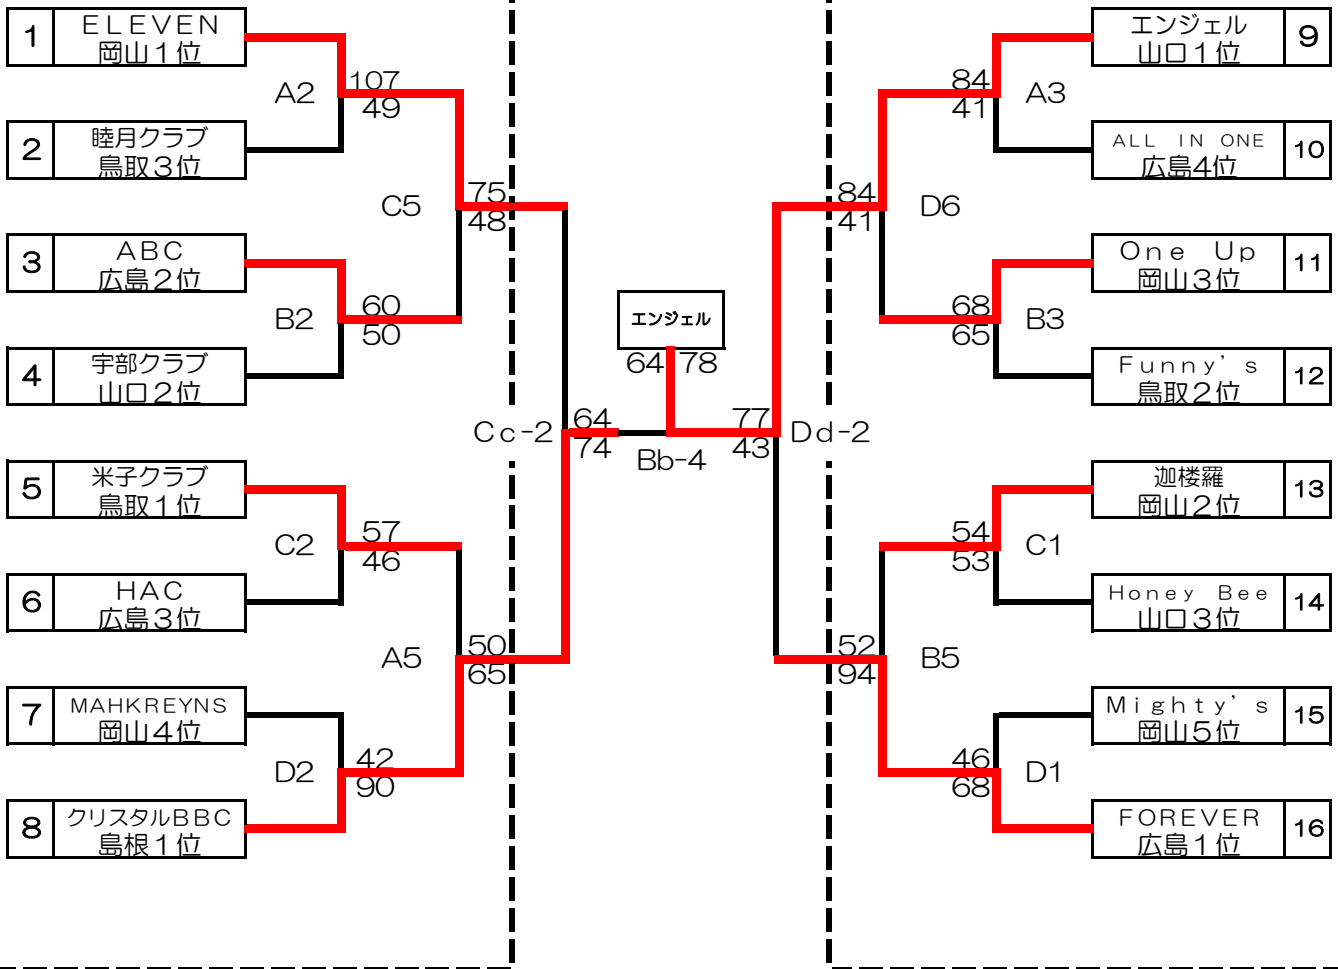 1
ELEVEN
岡山1位
2
睦月クラブ
鳥取3位
3
ABC
広島2位
4
宇部クラブ
山口2位
5
米子クラブ
鳥取1位
6
HAC
広島3位
7
MAHKREYNS
岡山4位
8
クリスタルBBC
島根1位
A2
107
49
B2
60
50
C2
57
46
D2
42
90
C5
75
48
A5
50
65
Cc-2
64
74
エンジェル
64 78
Bb-4
77
43
Dd-2
84
41
D6
52
94
B5
84
41
A3
68
65
B3
54
53
C1
46
68
D1
エンジェル
山口1位
9
ALL IN ONE
広島4位
10
One Up
岡山3位
11
Funny's
鳥取2位
12
迦楼羅
岡山2位
13
Honey Bee
山口3位
14
Mighty's
岡山5位
15
FOREVER
広島1位
16